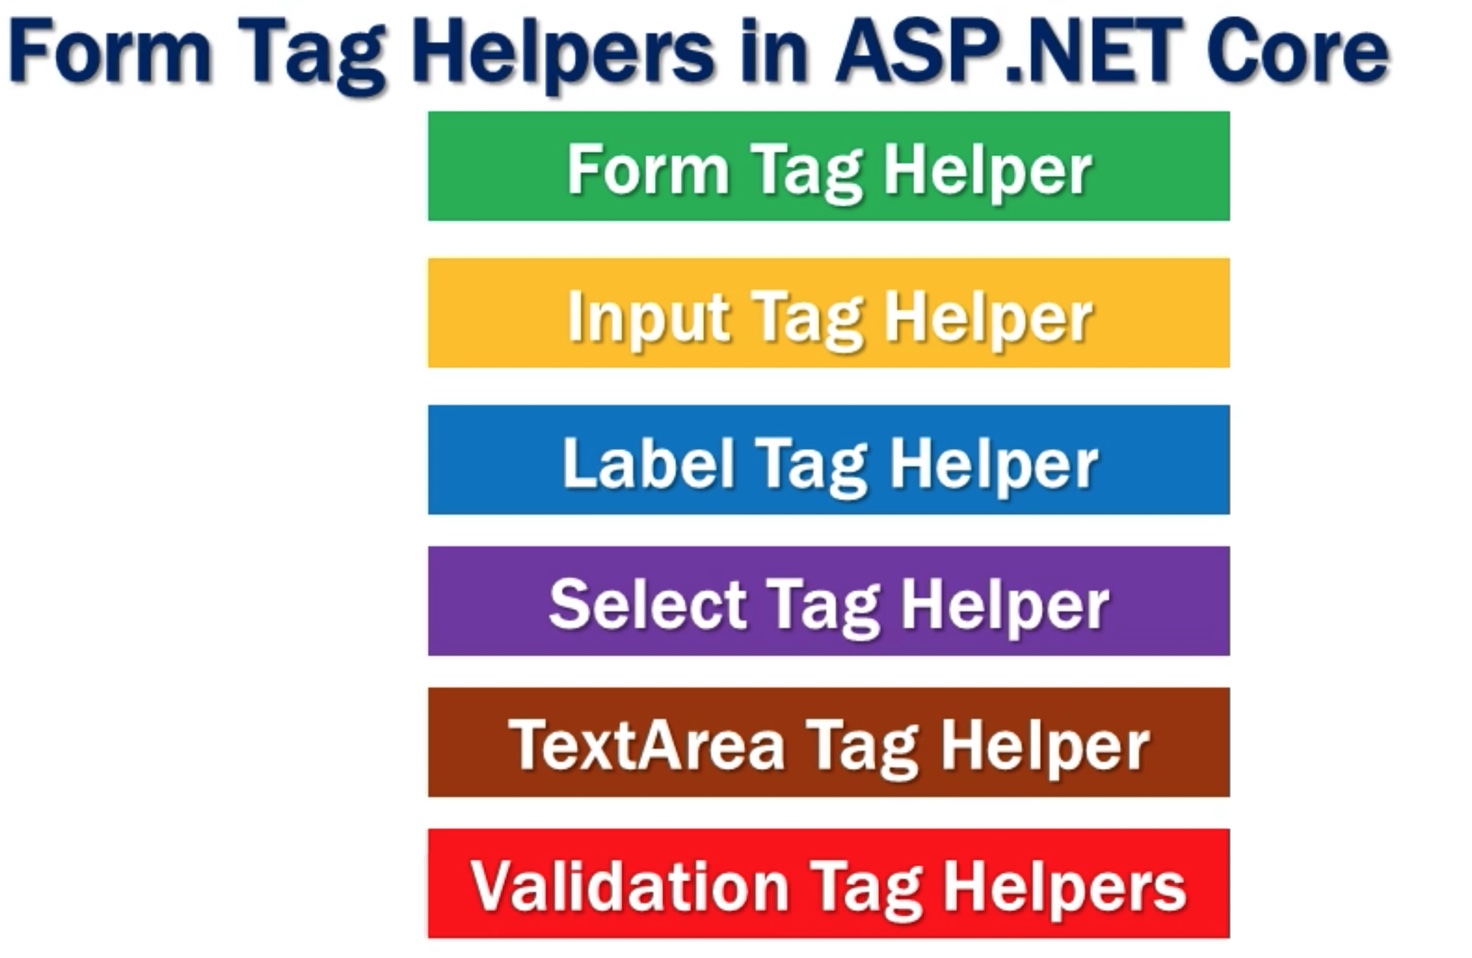 Form Tag Helpers in ASP.NET Core
Form Tag Helper
Input Tag Helper
Label Tag Helper
Select Tag Helper
TextArea Tag Helper
Validation Tag Helpers